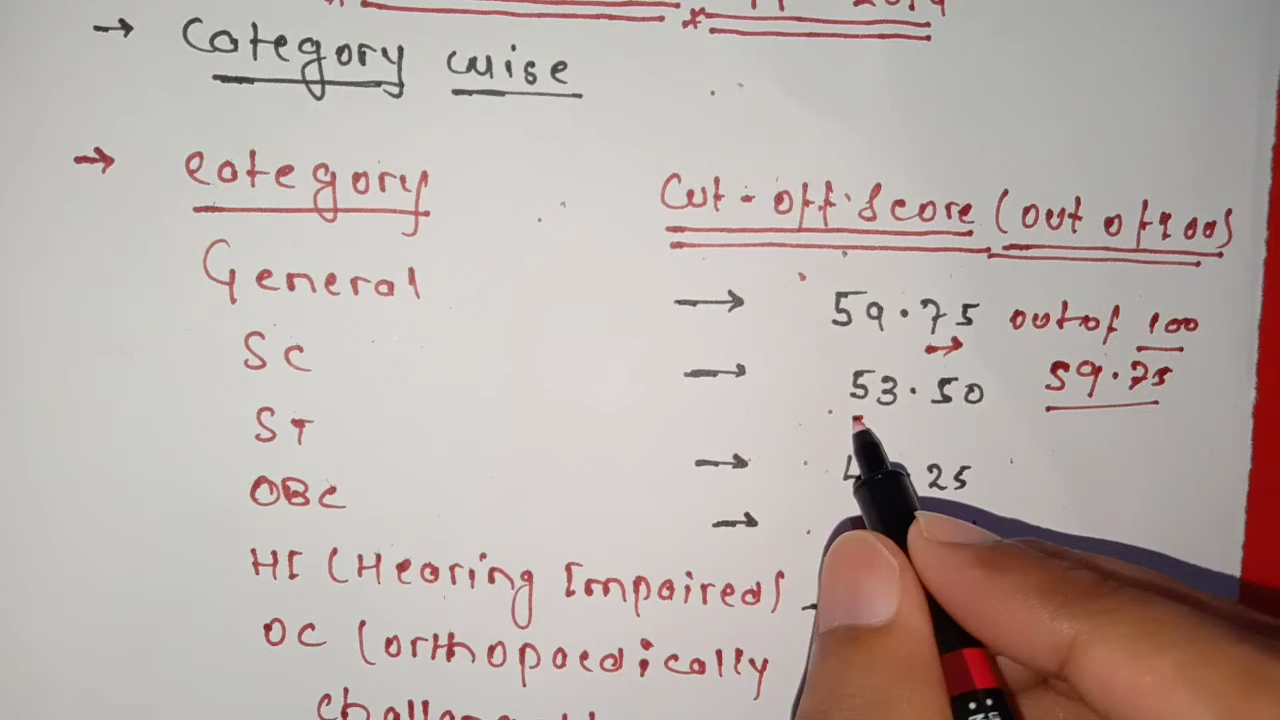 2019
→ Category wise
→ category Cut-off score (out of 100)
General → 59.75 out of 100
SC → 53.50 59.75
ST → 25
OBC →
HI (Hearing Impaired)
OC (orthopaedically